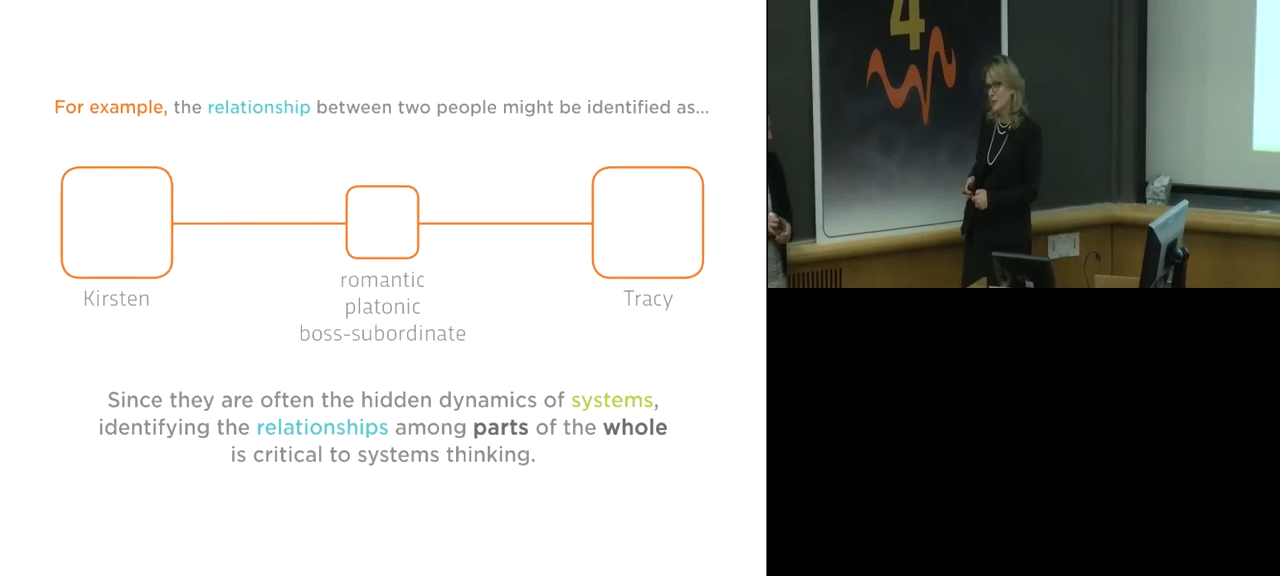 For example, the relationship between two people might be identified as...
Kirsten
romantic
platonic
boss-subordinate
Tracy
Since they are often the hidden dynamics of systems,
identifying the relationships among parts of the whole
is critical to systems thinking.
4